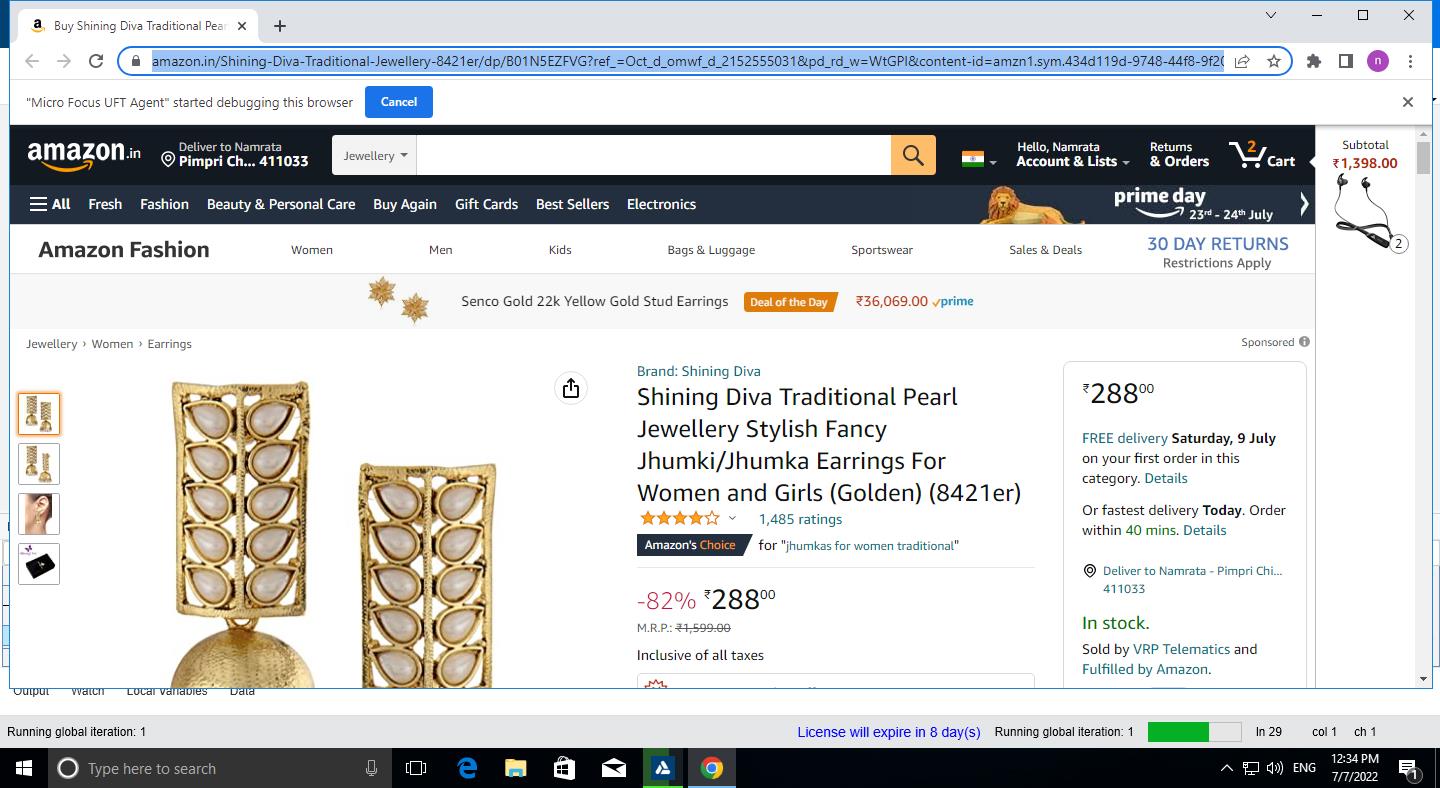 Buy Shining Diva Traditional Pear
amazon.in/Shining-Diva-Traditional-Jewellery-8421er/dp/B01N5EZFVG?ref_=Oct_d_omwf_d_2152555031&pd_rd_w=WtGPI&content-id=amzn1.sym.434d119d-9748-44f8-9f20
n
"Micro Focus UFT Agent" started debugging this browser
Cancel
amazon.in
Deliver to Namrata
Pimpri Ch... 411033
Jewellery
Hello, Namrata
Account & Lists
Returns
& Orders
2
Cart
Subtotal
₹1,398.00
2
All Fresh Fashion Beauty & Personal Care Buy Again Gift Cards Best Sellers Electronics
prime day
23rd - 24th July
Amazon Fashion Women Men Kids Bags & Luggage Sportswear Sales & Deals
30 DAY RETURNS
Restrictions Apply
Senco Gold 22k Yellow Gold Stud Earrings Deal of the Day ₹36,069.00 prime
Jewellery › Women › Earrings
Sponsored
Brand: Shining Diva
Shining Diva Traditional Pearl
Jewellery Stylish Fancy
Jhumki/Jhumka Earrings For
Women and Girls (Golden) (8421er)
1,485 ratings
Amazon's Choice for "jhumkas for women traditional"
-82% ₹28800
M.R.P.: ₹1,599.00
Inclusive of all taxes
₹28800
FREE delivery Saturday, 9 July
on your first order in this
category. Details
Or fastest delivery Today. Order
within 40 mins. Details
Deliver to Namrata - Pimpri Chi...
411033
In stock.
Sold by VRP Telematics and
Fulfilled by Amazon.
Output Watch Local Variables Data
Running global iteration: 1
License will expire in 8 day(s) Running global iteration: 1 ln 29 col 1 ch 1
Type here to search
ENG
12:34 PM
7/7/2022
1